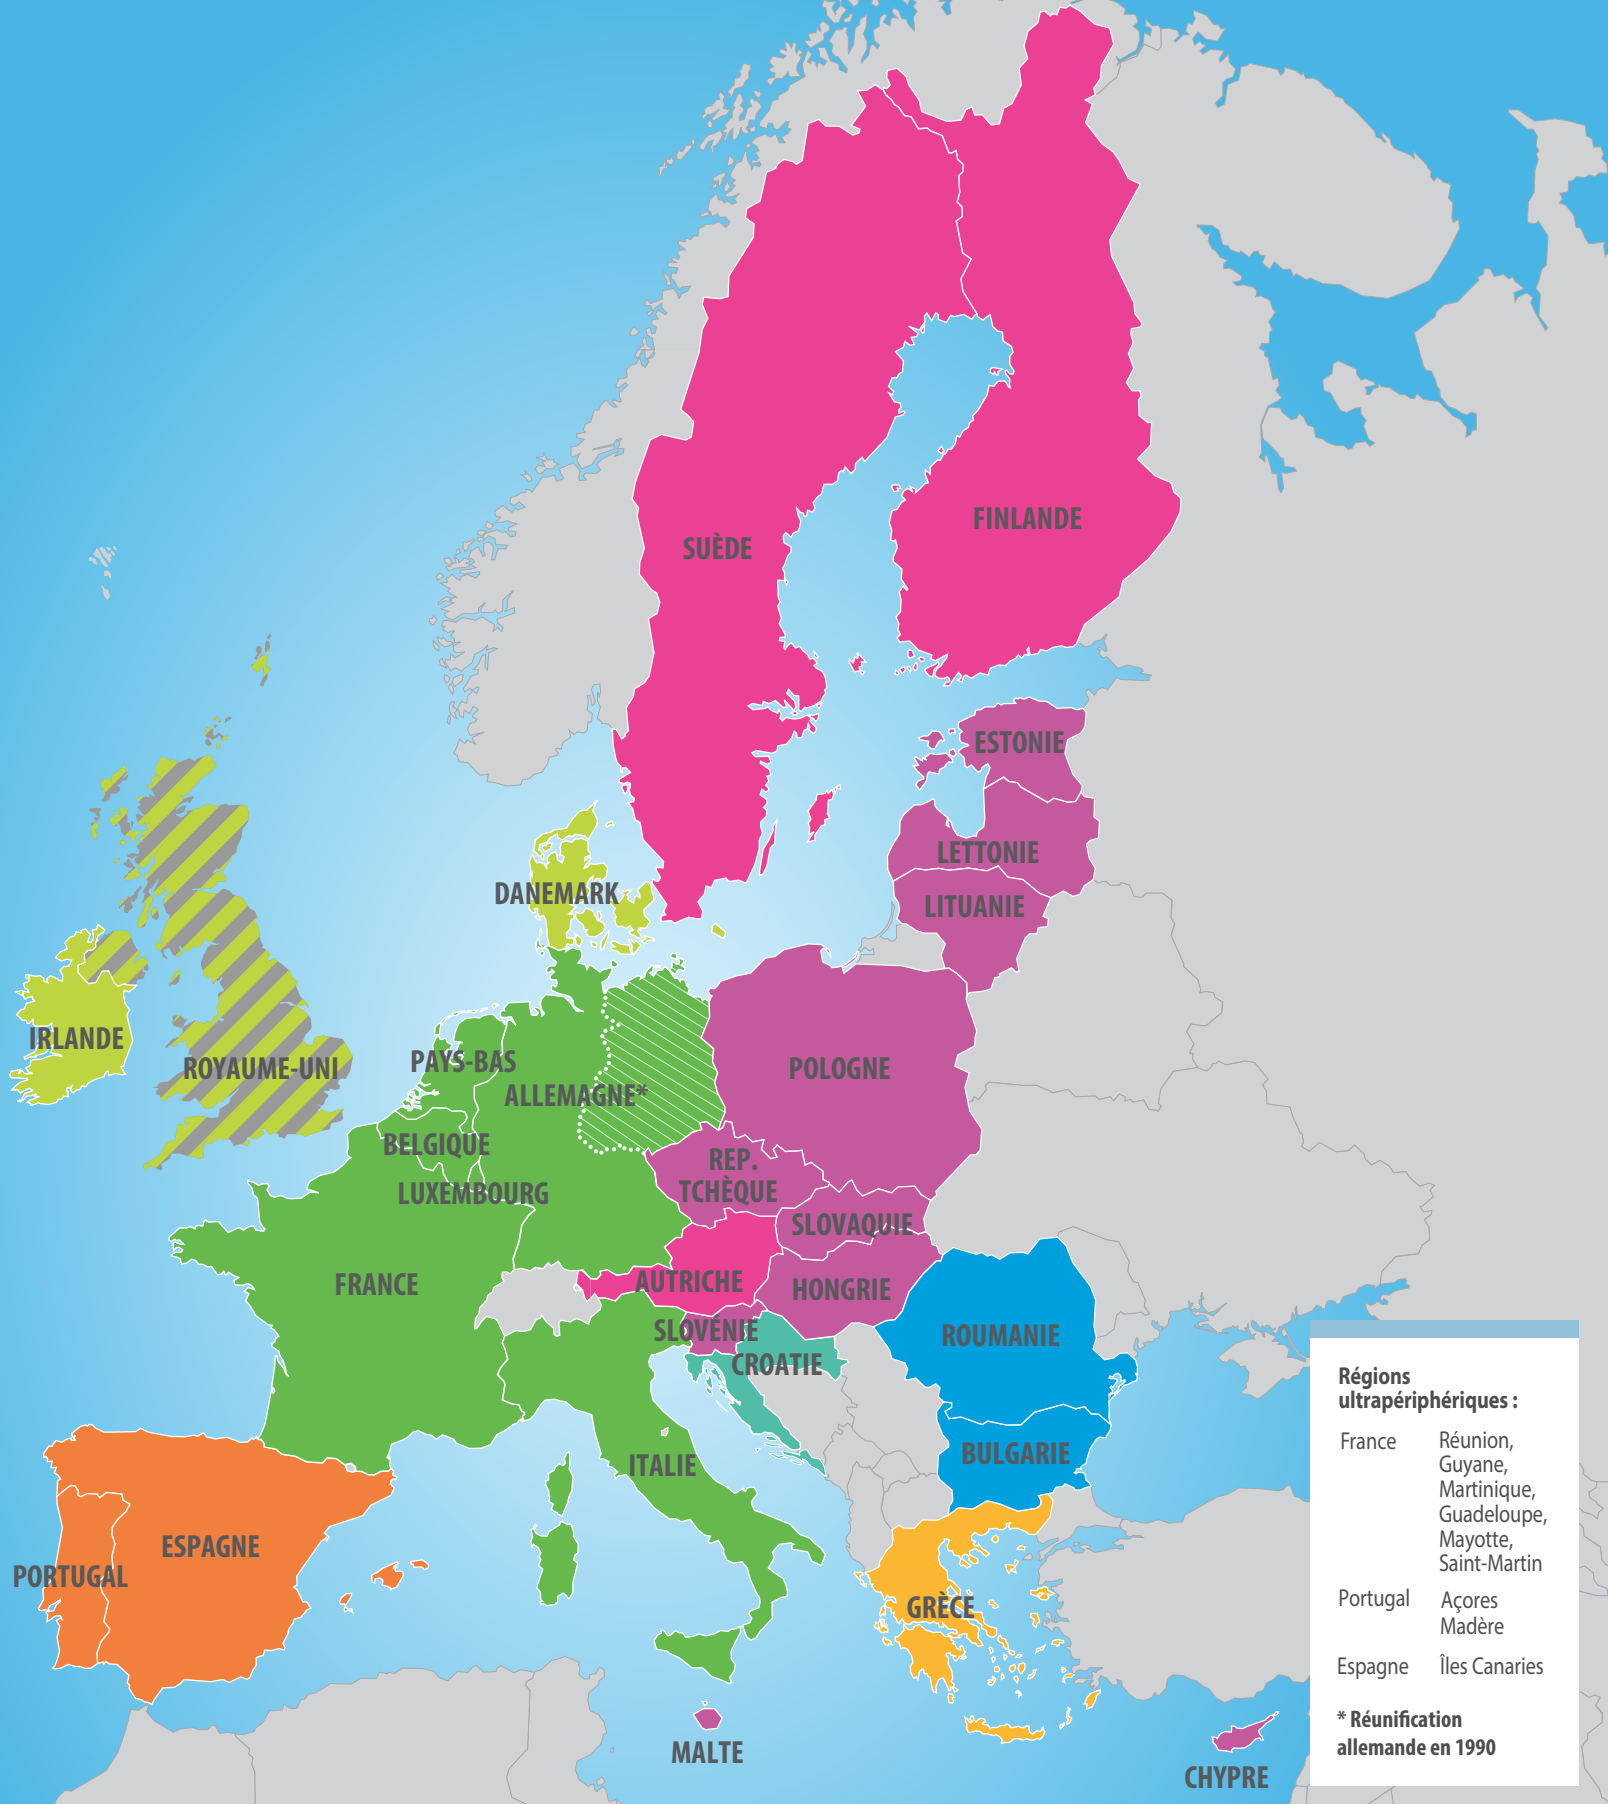 SUÈDE
FINLANDE
ESTONIE
LETTONIE
LITUANIE
DANEMARK
IRLANDE
ROYAUME-UNI
PAYS-BAS
ALLEMAGNE*
POLOGNE
BELGIQUE
LUXEMBOURG
REP.
TCHÈQUE
SLOVAQUIE
FRANCE
AUTRICHE
HONGRIE
SLOVÉNIE
CROATIE
ROUMANIE
BULGARIE
ITALIE
ESPAGNE
PORTUGAL
GRÈCE
MALTE
CHYPRE
Régions
ultrapériphériques :
France Réunion,
Guyane,
Martinique,
Guadeloupe,
Mayotte,
Saint-Martin
Portugal Açores
Madère
Espagne Îles Canaries
* Réunification
allemande en 1990